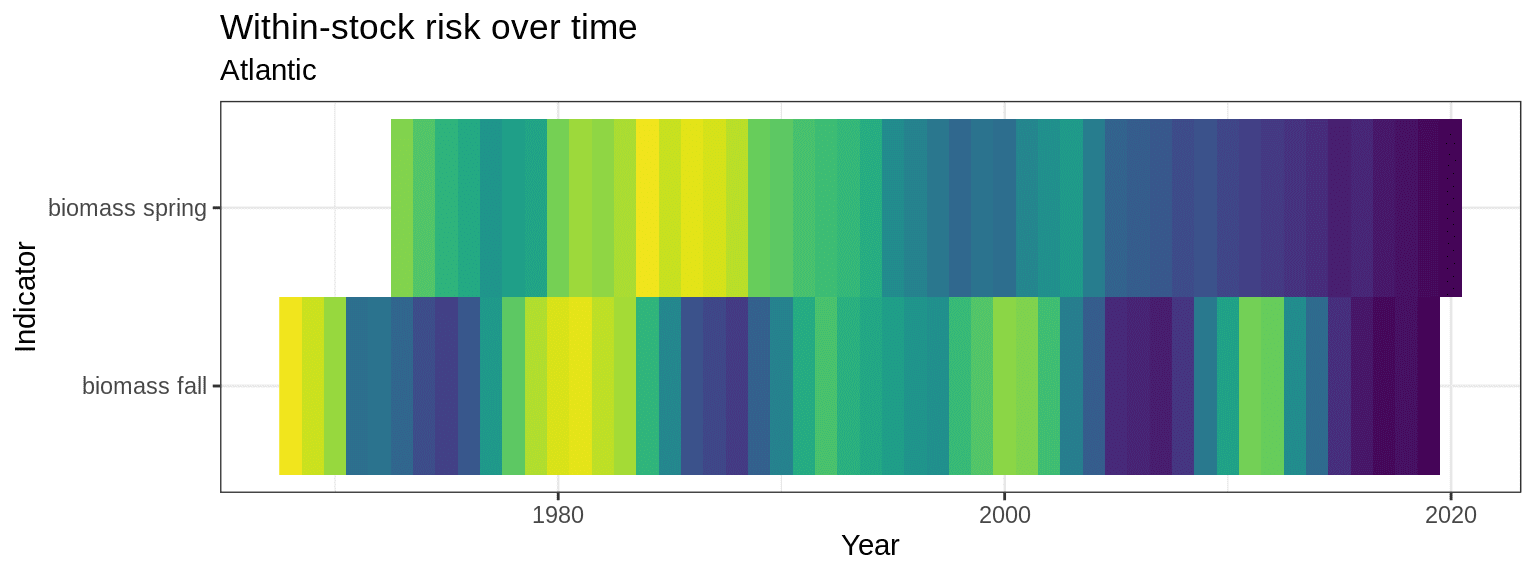 Within-stock risk over time
Atlantic
Indicator
biomass spring
biomass fall
1980
2000
2020
Year